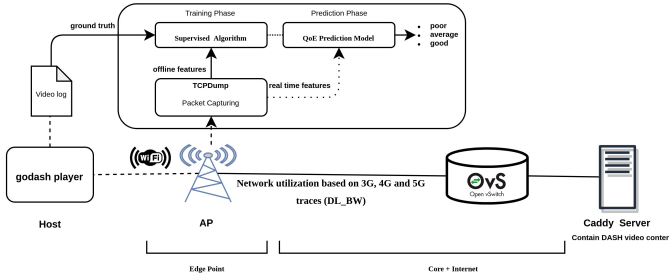 Training Phase
Prediction Phase
ground truth
Supervised Algorithm
QoE Prediction Model
poor
average
good
offline features
TCPDump
real time features
Packet Capturing
Video log
WiFi
godash player
Network utilization based on 3G, 4G and 5G
traces (DL_BW)
OvS
Open vSwitch
Host
AP
Caddy Server
Contain DASH video conter
Edge Point
Core + Internet